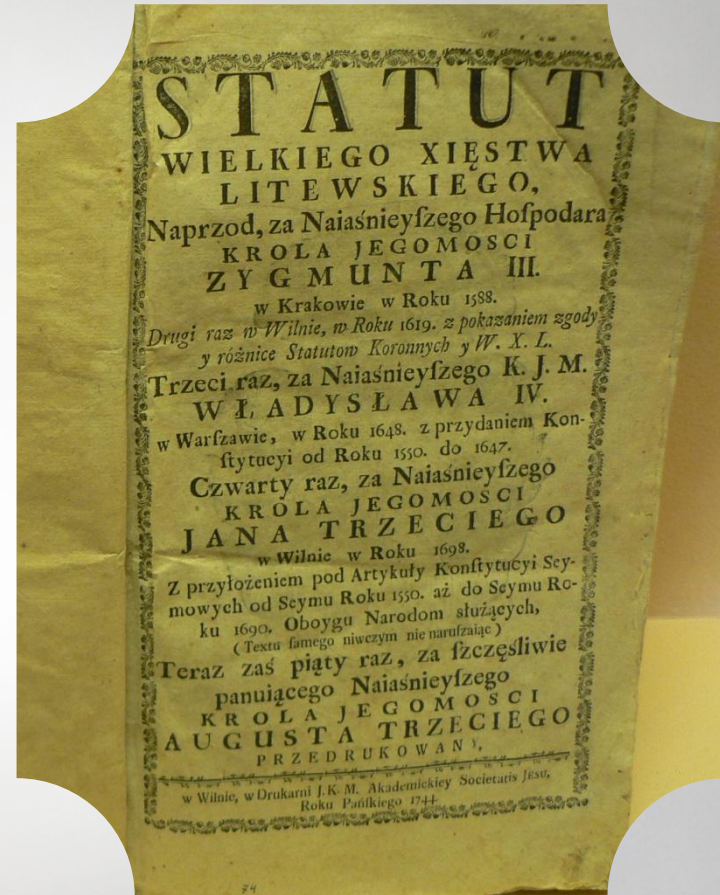 STATUT
WIELKIEGO XIĘSTWA
LITEWSKIEGO,
Naprzod, za Naiaśnieyſzego Hoſpodara
KROLA JEGOMOSCI
ZYGMUNTA III.
w Krakowie w Roku 1588.
Drugi raz w Wilnie, w Roku 1619. z pokazaniem zgody
y różnice Statutow Koronnych y W. X. L.
Trzeci raz, za Naiaśnieyſzego K. J. M.
WŁADYSŁAWA IV.
w Warſzawie, w Roku 1648. z przydaniem Kon-
ſtytucyi od Roku 1550. do 1647.
Czwarty raz, za Naiaśnieyſzego
KROLA JEGOMOSCI
JANA TRZECIEGO
w Wilnie w Roku 1698.
Z przyłożeniem pod Artykuły Konſtytucyi Sey-
mowych od Seymu Roku 1550. aż do Seymu Ro-
ku 1690. Oboygu Narodom służących,
(Textu ſamego niwczym nie naruſzaiąc)
Teraz zaś piąty raz, za ſzczęśliwie
panuiącego Naiaśnieyſzego
KROLA JEGOMOSCI
AUGUSTA TRZECIEGO
PRZEDRUKOWANY,
w Wilnie, w Drukarni J. K. M. Akademickiey Societatis JESU,
Roku Pańſkiego 1744
74